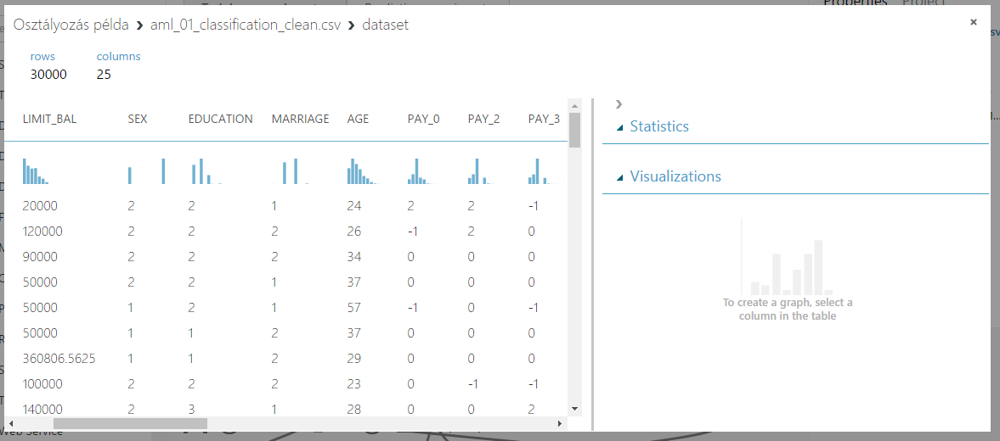 Properties Project
Osztályozás példa ❯ aml_01_classification_clean.csv ❯ dataset
rows columns
30000 25
LIMIT_BAL SEX EDUCATION MARRIAGE AGE PAY_0 PAY_2 PAY_3
20000 2 2 1 24 2 2 -1
120000 2 2 2 26 -1 2 0
90000 2 2 2 34 0 0 0
50000 2 2 1 37 0 0 0
50000 1 2 1 57 -1 0 -1
50000 1 1 2 37 0 0 0
360806.5625 1 1 2 29 0 0 0
100000 2 2 2 23 0 -1 -1
140000 2 3 1 28 0 0 2
Statistics
Visualizations
To create a graph, select a
column in the table
Web Service